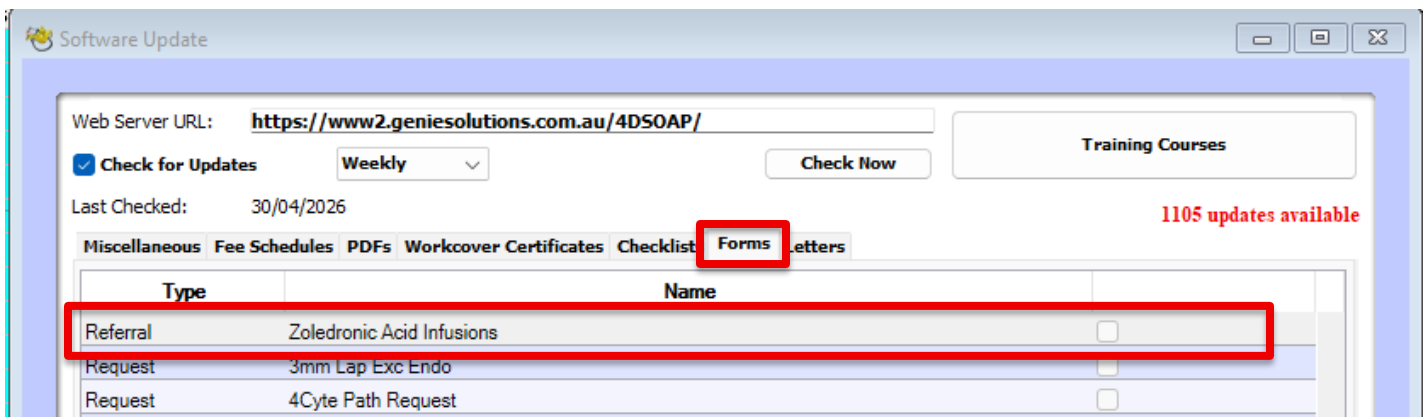 Software Update
Web Server URL: https://www2.geniesolutions.com.au/4DSOAP/
Training Courses
Check for Updates Weekly Check Now
Last Checked: 30/04/2026
1105 updates available
Miscellaneous Fee Schedules PDFs Workcover Certificates Checklist Forms Letters
Type Name
Referral Zoledronic Acid Infusions
Request 3mm Lap Exc Endo
Request 4Cyte Path Request